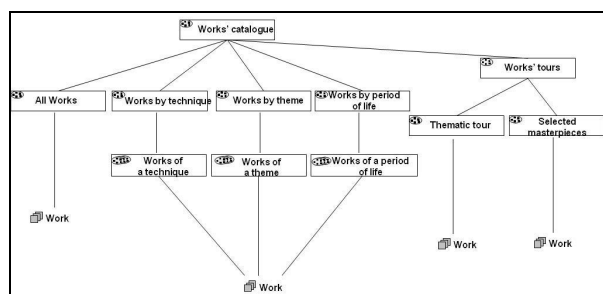 Works' catalogue
Works' tours
All Works
Works by technique
Works by theme
Works by period
of life
Thematic tour
Selected
masterpieces
Works of
a technique
Works of
a theme
Works of a period
of life
Work
Work
Work
Work